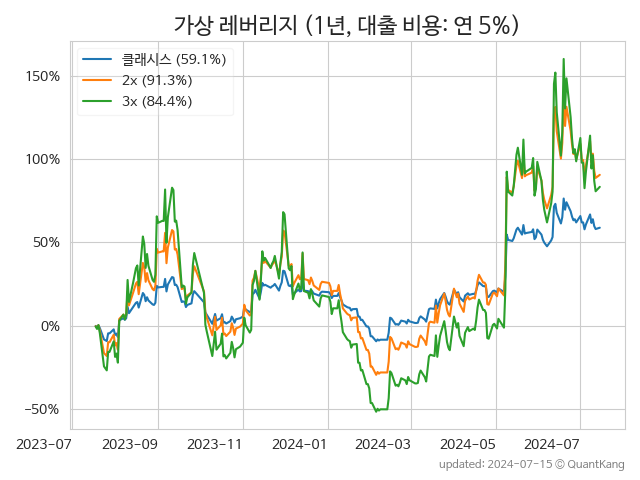 가상 레버리지 (1년, 대출 비용: 연 5%)
클래시스 (59.1%)
2x (91.3%)
3x (84.4%)
150%
100%
50%
0%
−50%
2023-07
2023-09
2023-11
2024-01
2024-03
2024-05
2024-07
updated: 2024-07-15 © QuantKang